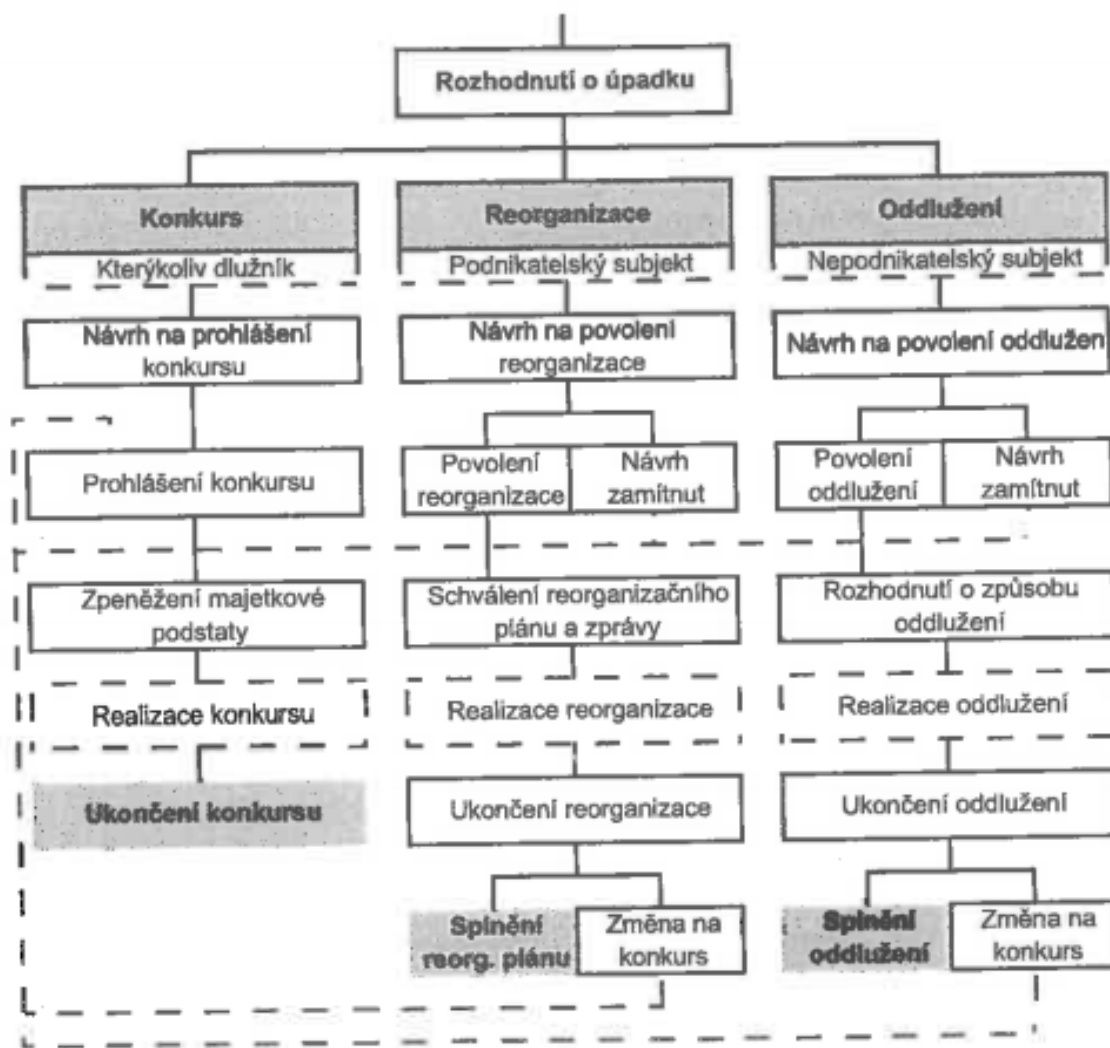 Rozhodnutí o úpadku
Konkurs
Kterýkoliv dlužník
Návrh na prohlášení
konkursu
Prohlášení konkursu
Zpeněžení majetkové
podstaty
Realizace konkursu
Ukončení konkursu
Reorganizace
Podnikatelský subjekt
Návrh na povolení
reorganizace
Povolení
reorganizace
Návrh
zamítnut
Schválení reorganizačního
plánu a zprávy
Realizace reorganizace
Ukončení reorganizace
Splnění
reorg. plánu
Změna na
konkurs
Oddlužení
Nepodnikatelský subjekt
Návrh na povolení oddlužen
Povolení
oddlužení
Návrh
zamítnut
Rozhodnutí o způsobu
oddlužení
Realizace oddlužení
Ukončení oddlužení
Splnění
oddlužení
Změna na
konkurs